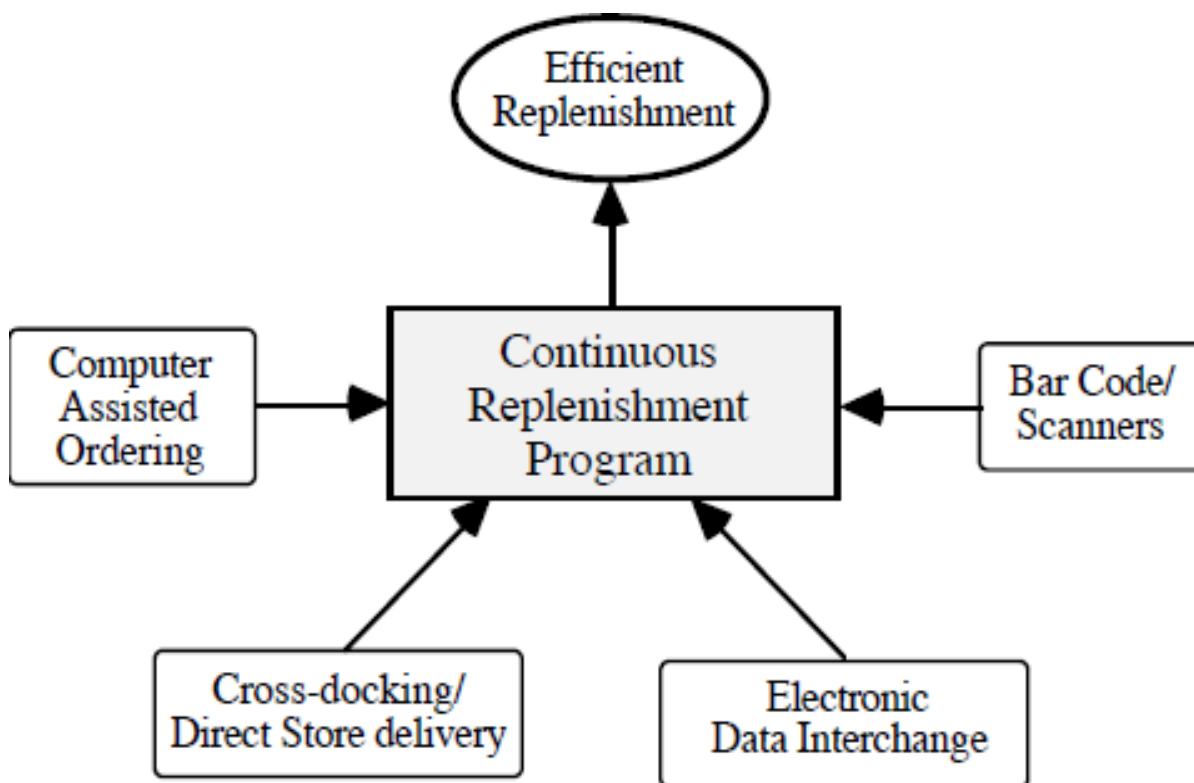 Efficient
Replenishment
Continuous
Replenishment
Program
Computer
Assisted
Ordering
Bar Code/
Scanners
Cross-docking/
Direct Store delivery
Electronic
Data Interchange